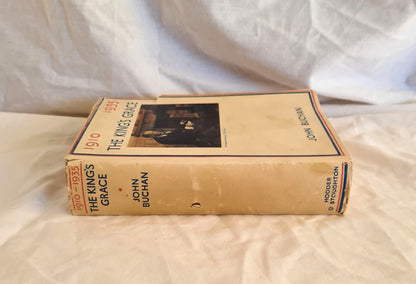 1910 1935
THE KING'S GRACE
JOHN BUCHAN
1910-1935
THE KING'S
GRACE
JOHN
BUCHAN
HODDER
& STOUGHTON